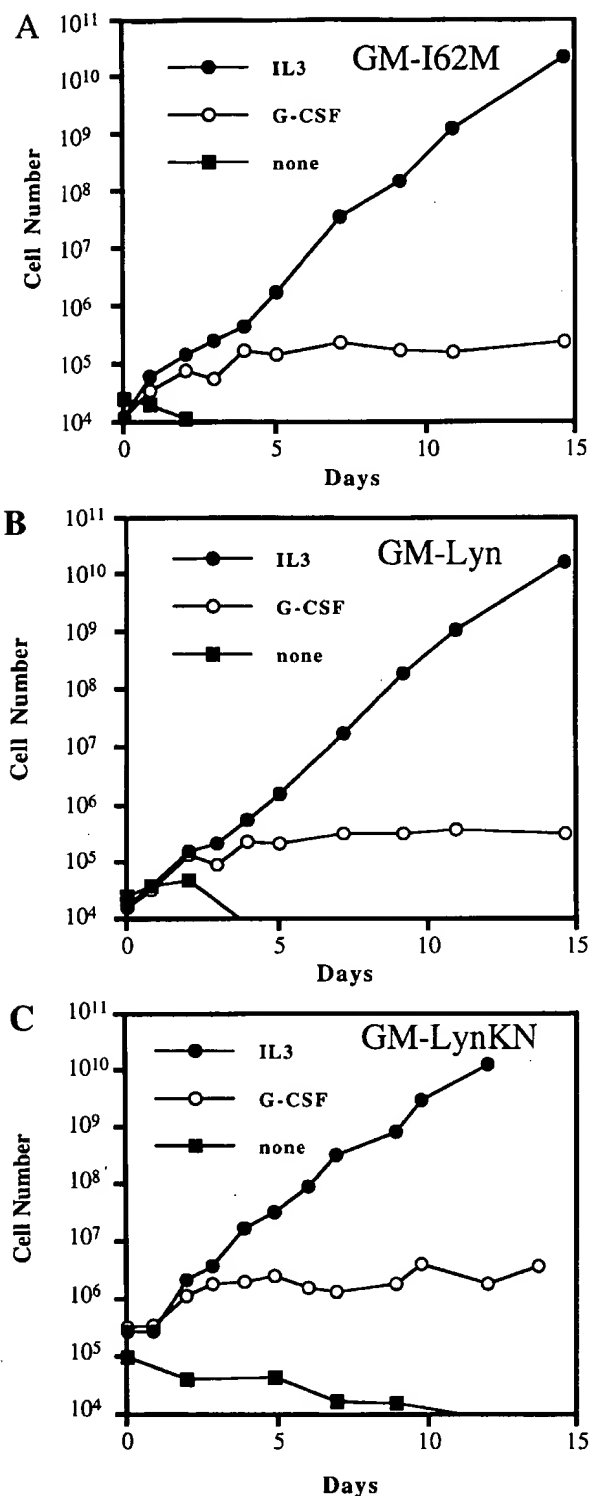 A
GM-I62M
IL3
G-CSF
none
10¹¹
10¹⁰
10⁹
10⁸
10⁷
10⁶
10⁵
10⁴
Cell Number
0 5 10 15
Days
B
GM-Lyn
IL3
G-CSF
none
10¹¹
10¹⁰
10⁹
10⁸
10⁷
10⁶
10⁵
10⁴
Cell Number
0 5 10 15
Days
C
GM-LynKN
IL3
G-CSF
none
10¹¹
10¹⁰
10⁹
10⁸
10⁷
10⁶
10⁵
10⁴
Cell Number
0 5 10 15
Days